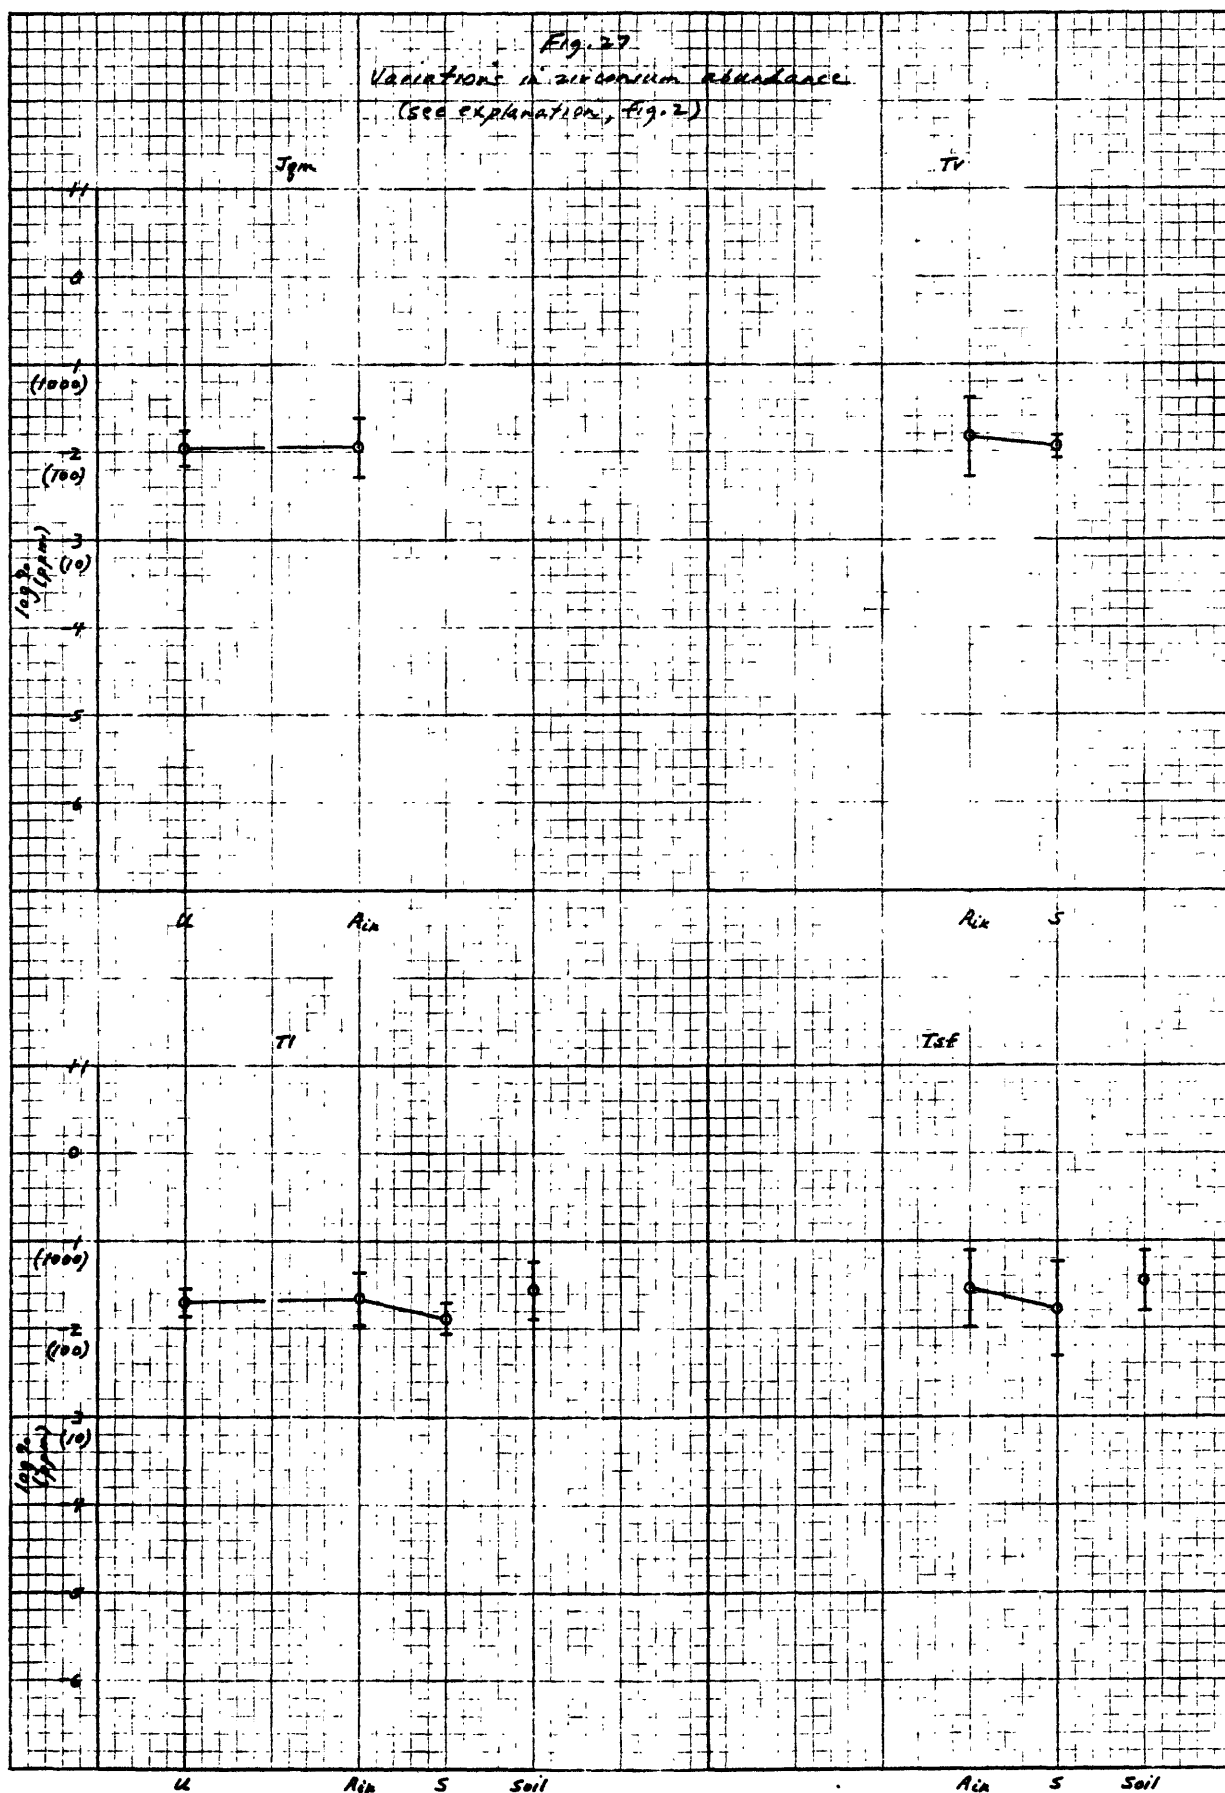 Fig. 27
Variations in zirconium abundance
(see explanation, fig. 2)
Jqm
Tv
+1
0
-1
(1000)
-2
(100)
-3
(10)
log %
(ppm)
-4
-5
-6
U
Ain
Ain
S
Tl
Tsf
+1
0
-1
(1000)
-2
(100)
-3
(10)
log %
(ppm)
-4
-5
-6
U
Ain
S
Soil
Ain
S
Soil